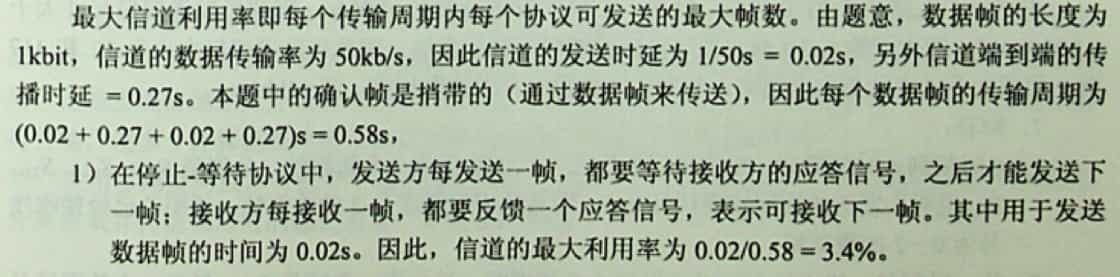 最大信道利用率即每个传输周期内每个协议可发送的最大帧数。由题意，数据帧的长度为
1kbit，信道的数据传输率为 50kb/s，因此信道的发送时延为 1/50s = 0.02s，另外信道端到端的传
播时延 = 0.27s。本题中的确认帧是捎带的（通过数据帧来传送），因此每个数据帧的传输周期为
(0.02 + 0.27 + 0.02 + 0.27)s = 0.58s，
1）在停止-等待协议中，发送方每发送一帧，都要等待接收方的应答信号，之后才能发送下
一帧；接收方每接收一帧，都要反馈一个应答信号，表示可接收下一帧。其中用于发送
数据帧的时间为 0.02s。因此，信道的最大利用率为 0.02/0.58 = 3.4%。